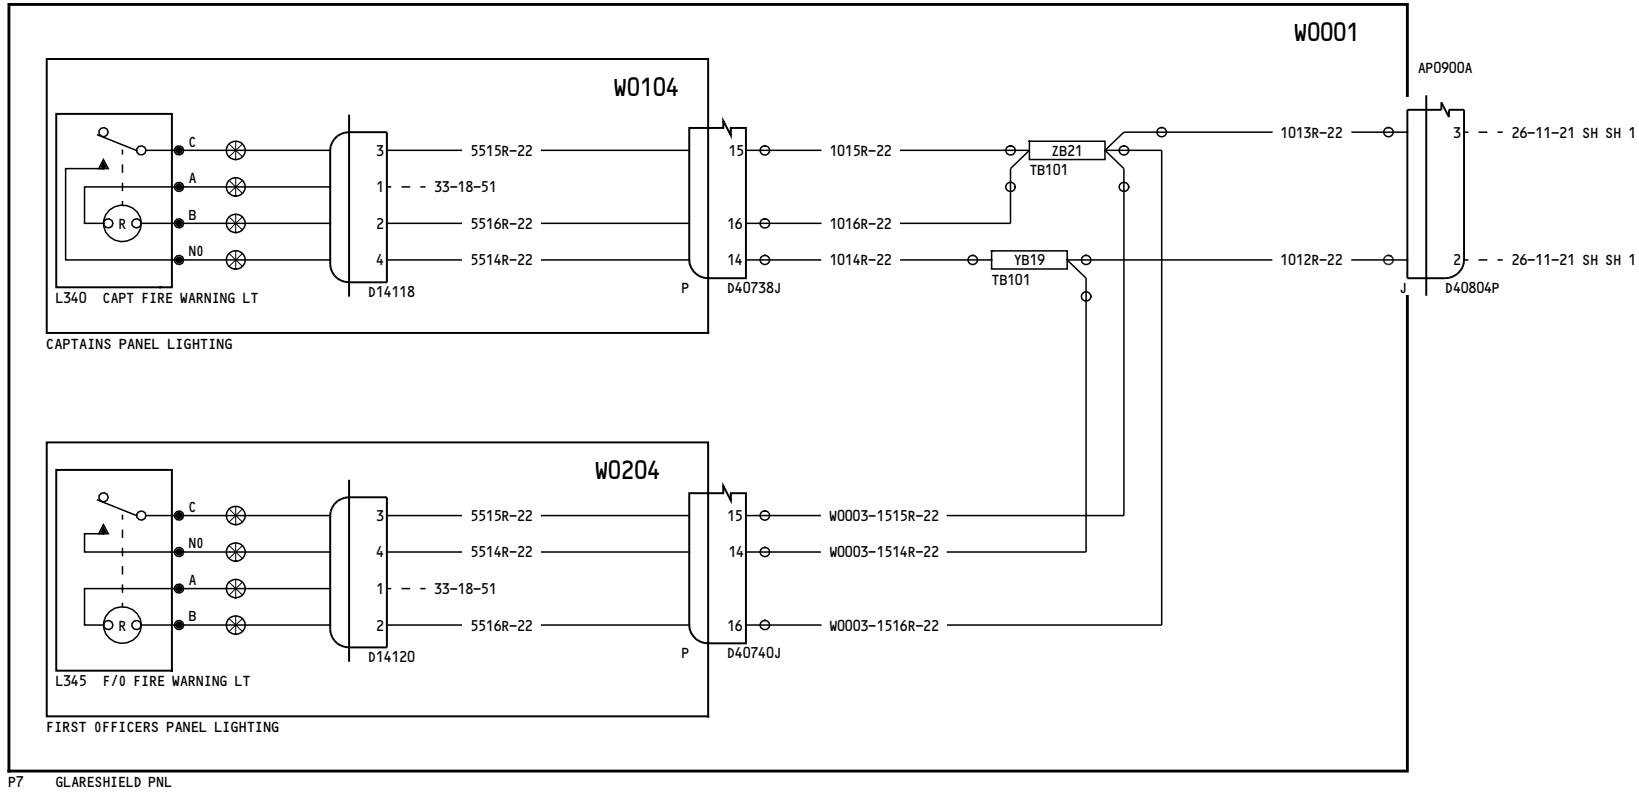 W0001
AP0900A
W0104
C
3
5515R-22
15
1015R-22
ZB21
TB101
1013R-22
3
26-11-21 SH SH 1
A
1
33-18-51
R
B
2
5516R-22
16
1016R-22
N0
4
5514R-22
14
1014R-22
YB19
TB101
1012R-22
2
26-11-21 SH SH 1
L340 CAPT FIRE WARNING LT
D14118
P
D40738J
J
D40804P
CAPTAINS PANEL LIGHTING
W0204
C
3
5515R-22
15
W0003-1515R-22
N0
4
5514R-22
14
W0003-1514R-22
A
1
33-18-51
R
B
2
5516R-22
16
W0003-1516R-22
L345 F/O FIRE WARNING LT
D14120
P
D40740J
FIRST OFFICERS PANEL LIGHTING
P7 GLARESHIELD PNL